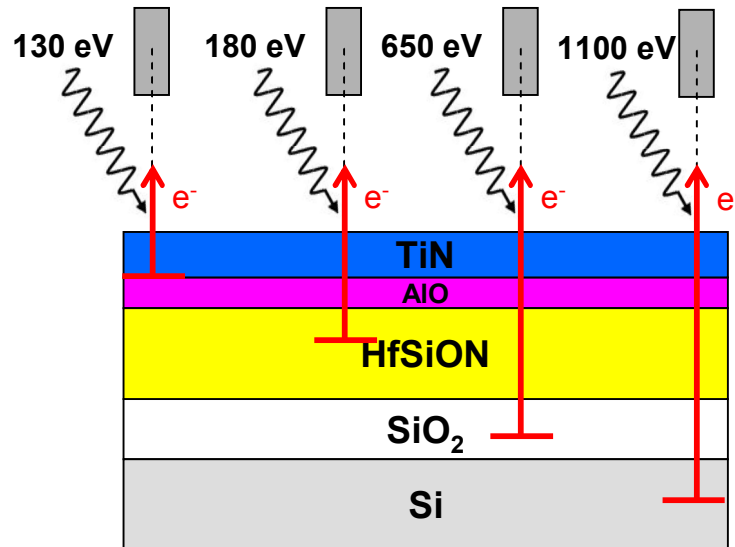 130 eV 180 eV 650 eV 1100 eV
e⁻ e⁻ e⁻ e
TiN
AlO
HfSiON
SiO₂
Si